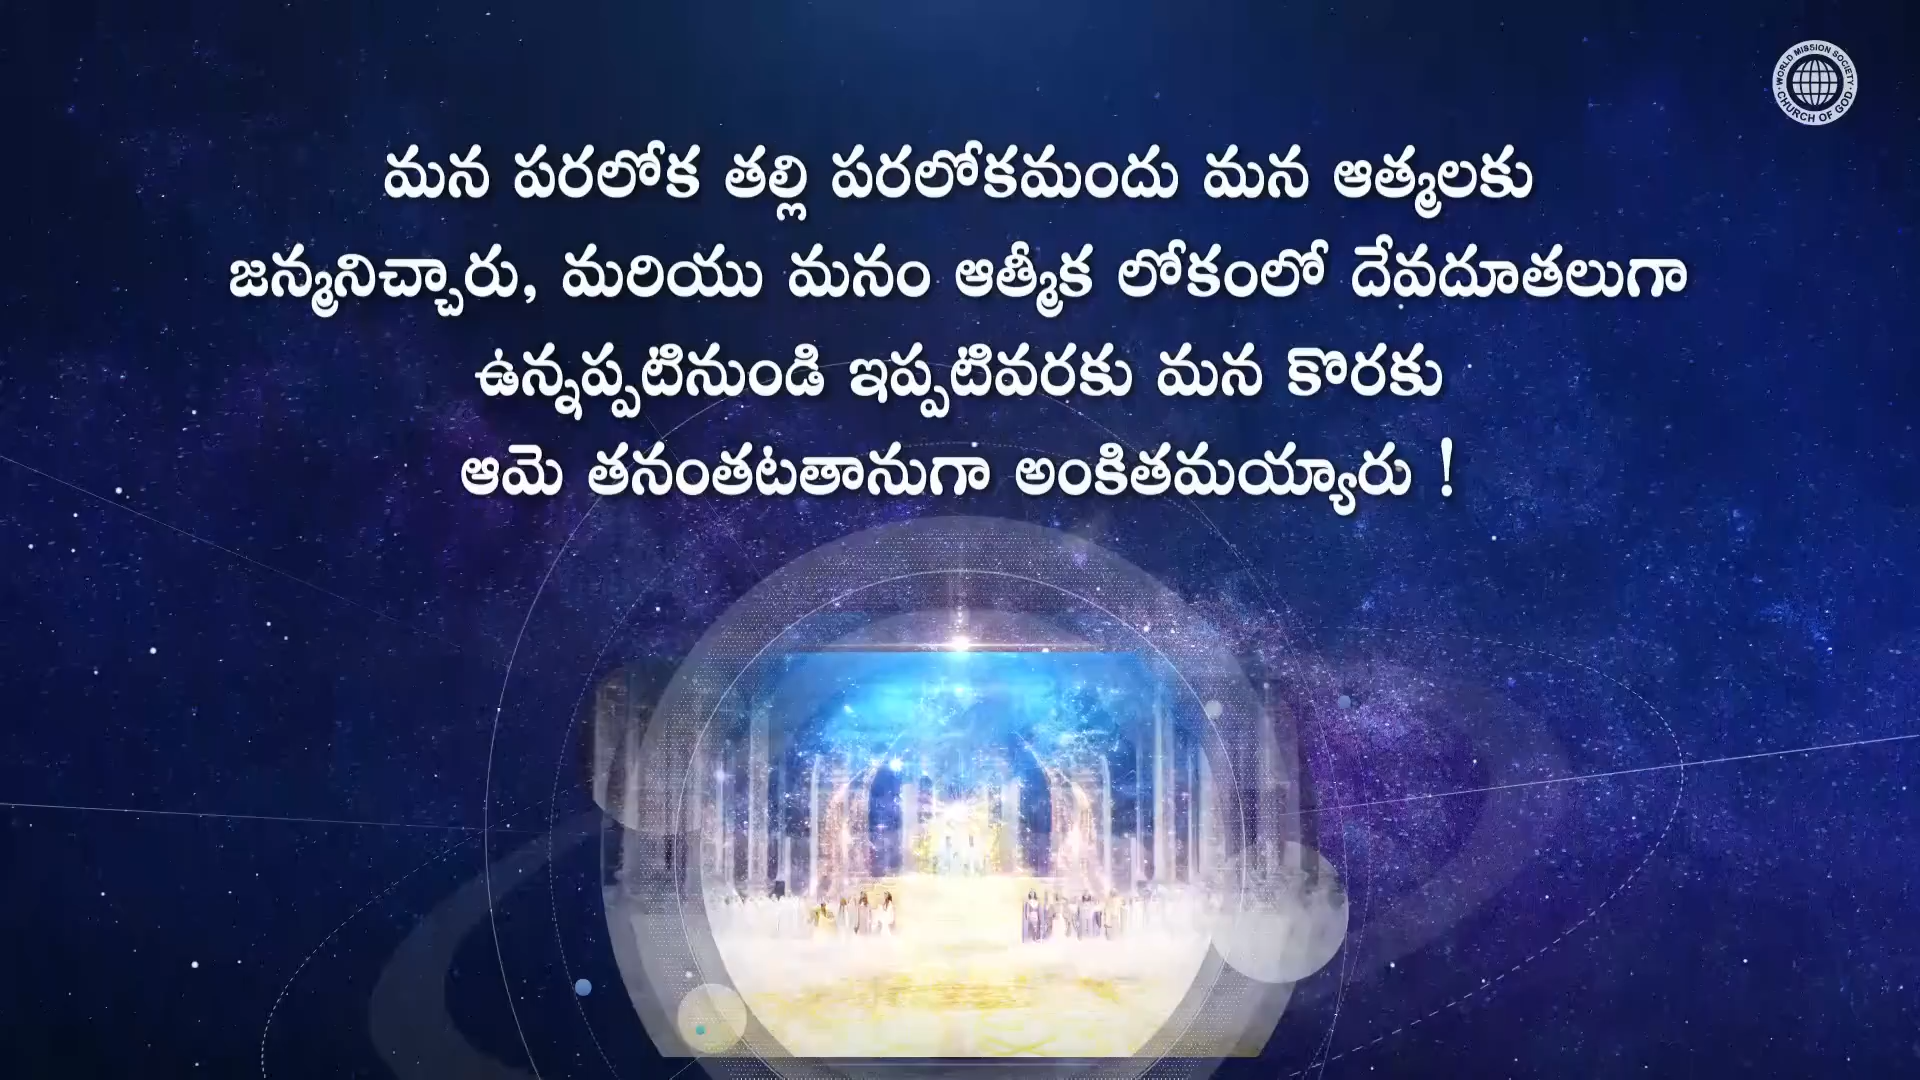 WORLD MISSION SOCIETY
CHURCH OF GOD
మన పరలోక తల్లి పరలోకమందు మన ఆత్మలకు
జన్మనిచ్చారు, మరియు మనం ఆత్మీక లోకంలో దేవదూతలుగా
ఉన్నప్పటినుండి ఇప్పటివరకు మన కొరకు
ఆమె తనంతటతానుగా అంకితమయ్యారు !